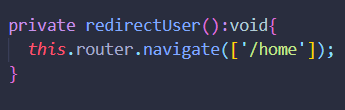 private redirectUser():void{
  this.router.navigate(['/home']);
}